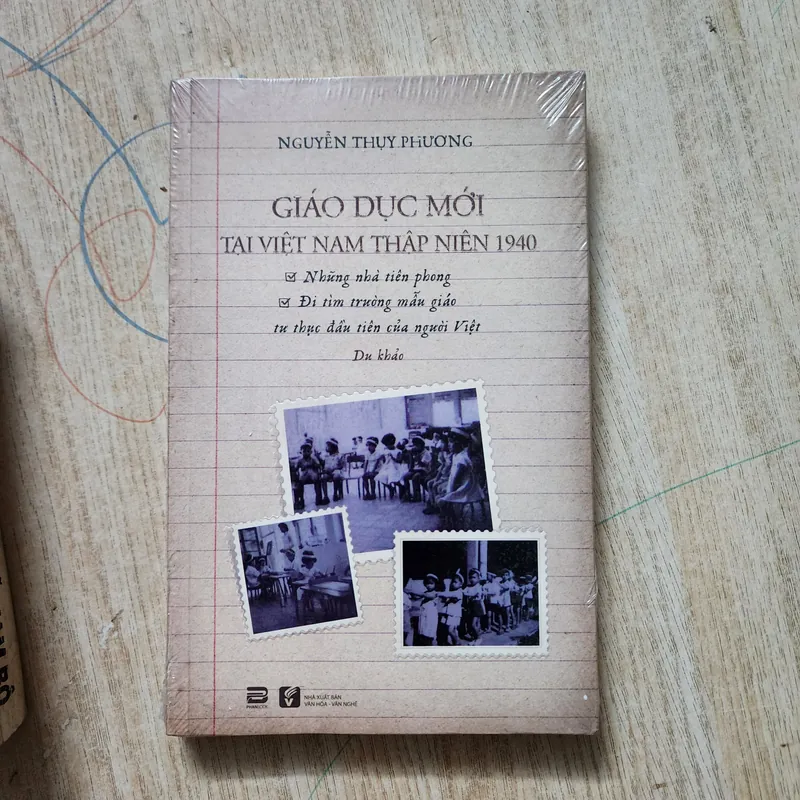 NGUYỄN THỤY PHƯƠNG
GIÁO DỤC MỚI
TẠI VIỆT NAM THẬP NIÊN 1940
Những nhà tiên phong
Đi tìm trường mẫu giáo
tư thục đầu tiên của người Việt
Du khảo
PHANBOOK
NHÀ XUẤT BẢN
VĂN HÓA - VĂN NGHỆ